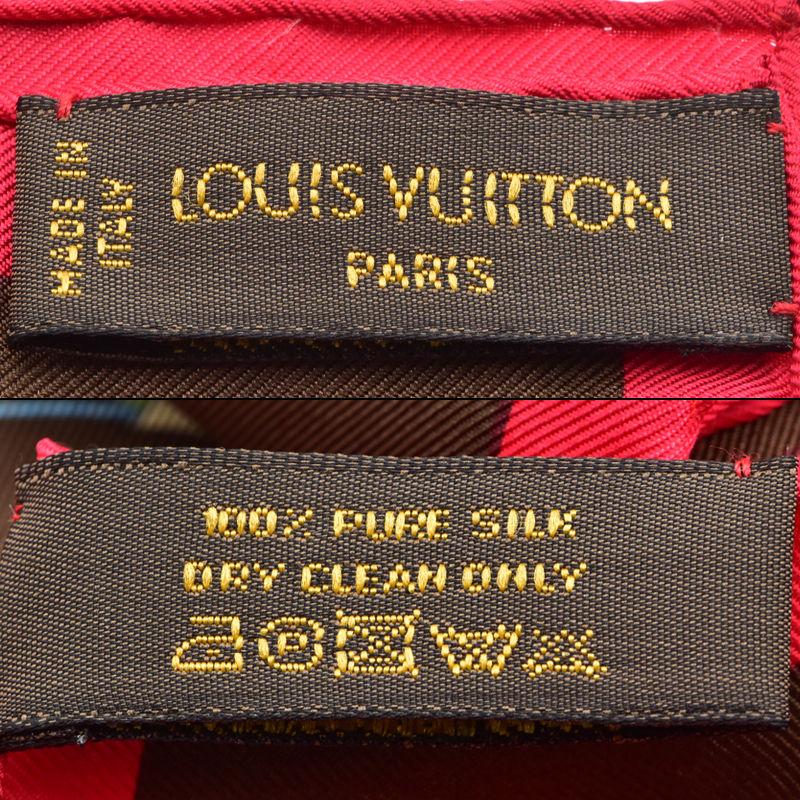 MADE IN
ITALY
LOUIS VUITTON
PARIS
100% PURE SILK
DRY CLEAN ONLY